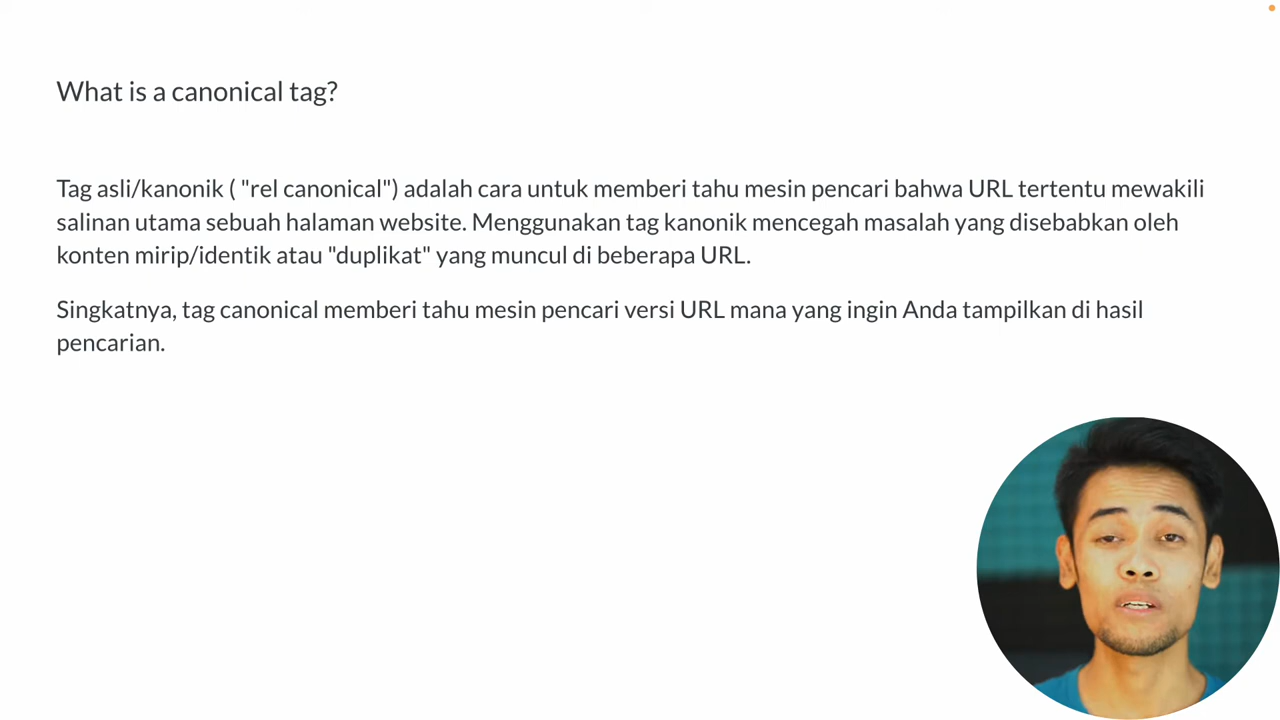 What is a canonical tag?
Tag asli/kanonik ( "rel canonical") adalah cara untuk memberi tahu mesin pencari bahwa URL tertentu mewakili
salinan utama sebuah halaman website. Menggunakan tag kanonik mencegah masalah yang disebabkan oleh
konten mirip/identik atau "duplikat" yang muncul di beberapa URL.
Singkatnya, tag canonical memberi tahu mesin pencari versi URL mana yang ingin Anda tampilkan di hasil
pencarian.